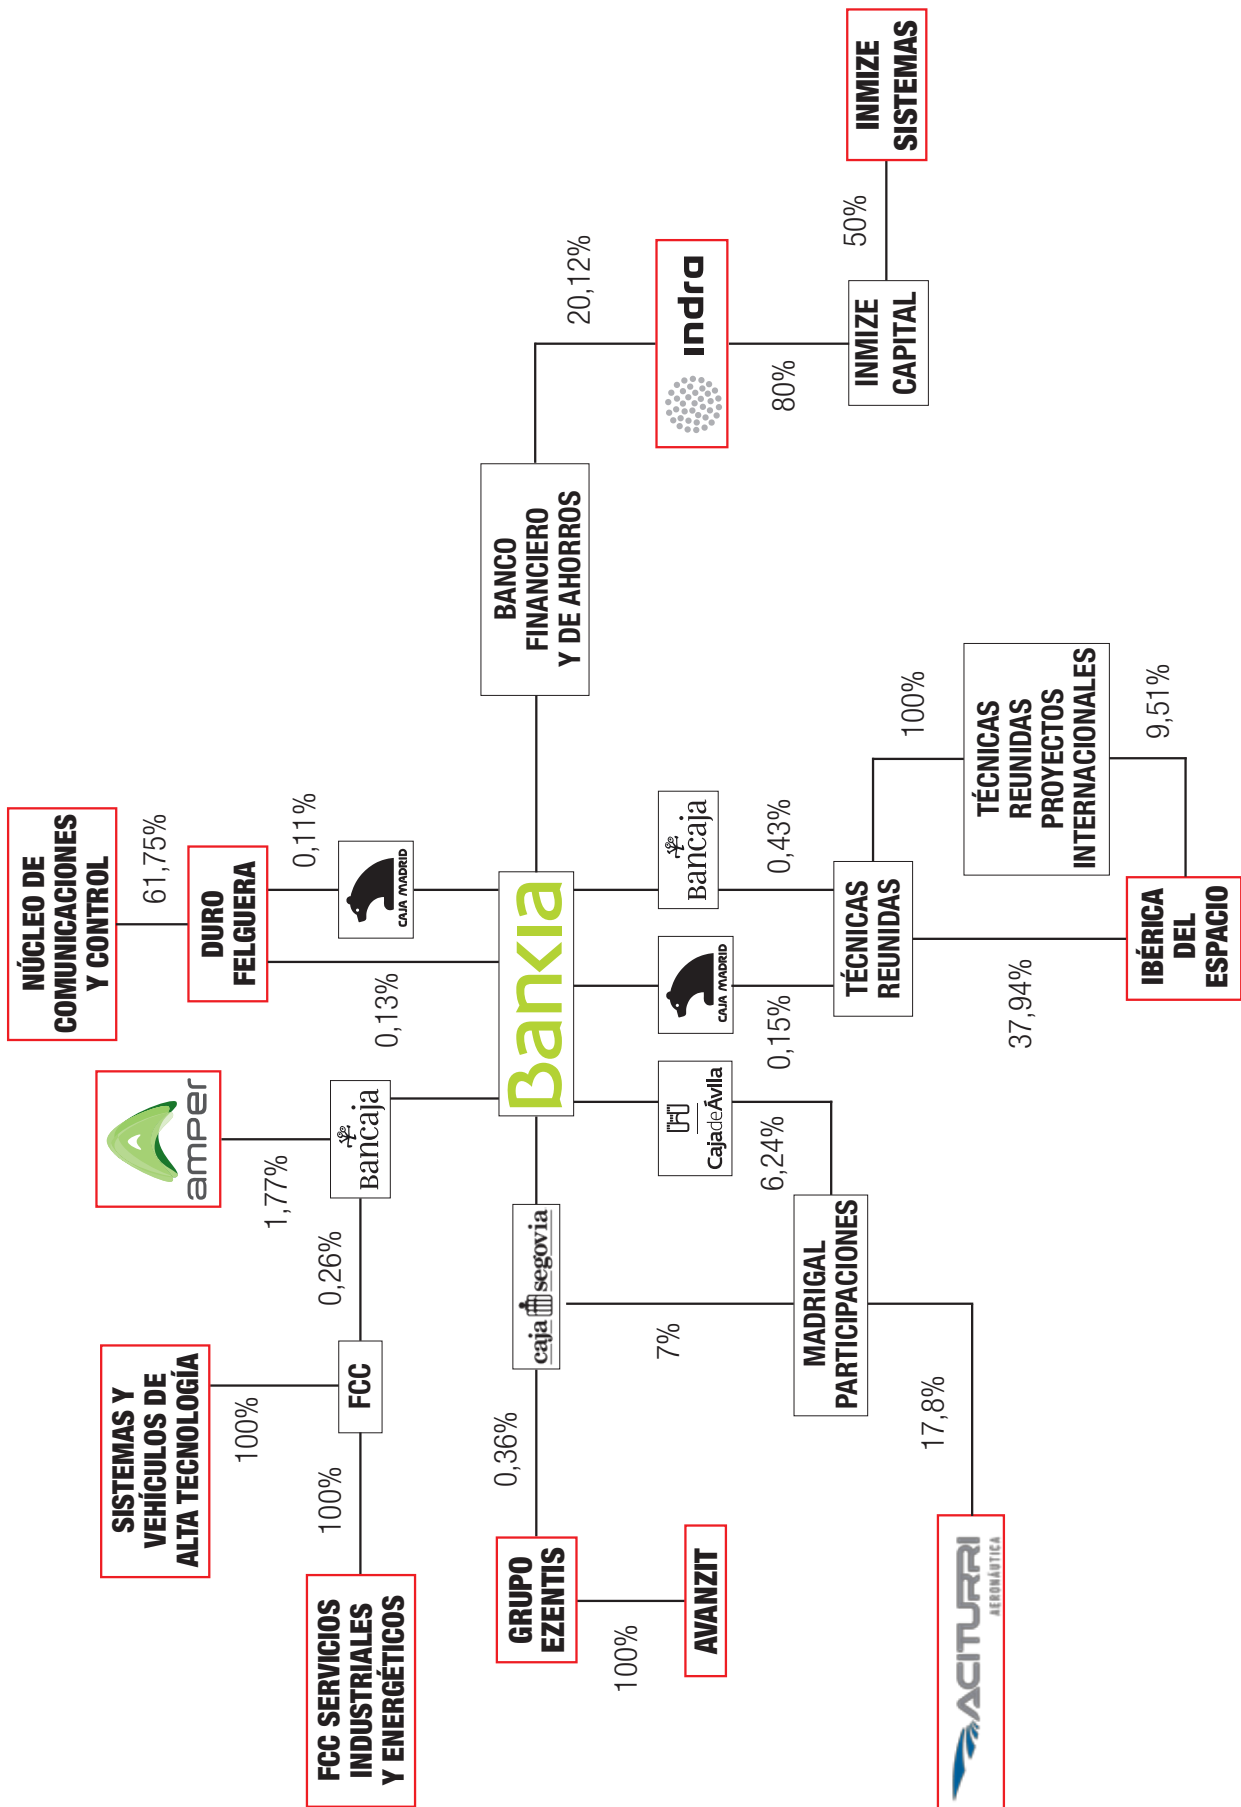 NÚCLEO DE
COMUNICACIONES
Y CONTROL
61,75%
DURO
FELGUERA
0,13%
0,11%
CAJA MADRID
amper
1,77%
Bancaja
0,26%
SISTEMAS Y
VEHÍCULOS DE
ALTA TECNOLOGÍA
100%
FCC
100%
FCC SERVICIOS
INDUSTRIALES
Y ENERGÉTICOS
Bankia
caja segovia
0,36%
GRUPO
EZENTIS
100%
AVANZIT
7%
CajadeÁvila
6,24%
MADRIGAL
PARTICIPACIONES
17,8%
ACITURRI
AERONÁUTICA
CAJA MADRID
0,15%
Bancaja
0,43%
TÉCNICAS
REUNIDAS
100%
TÉCNICAS
REUNIDAS
PROYECTOS
INTERNACIONALES
9,51%
37,94%
IBÉRICA
DEL
ESPACIO
BANCO
FINANCIERO
Y DE AHORROS
20,12%
indra
80%
INMIZE
CAPITAL
50%
INMIZE
SISTEMAS